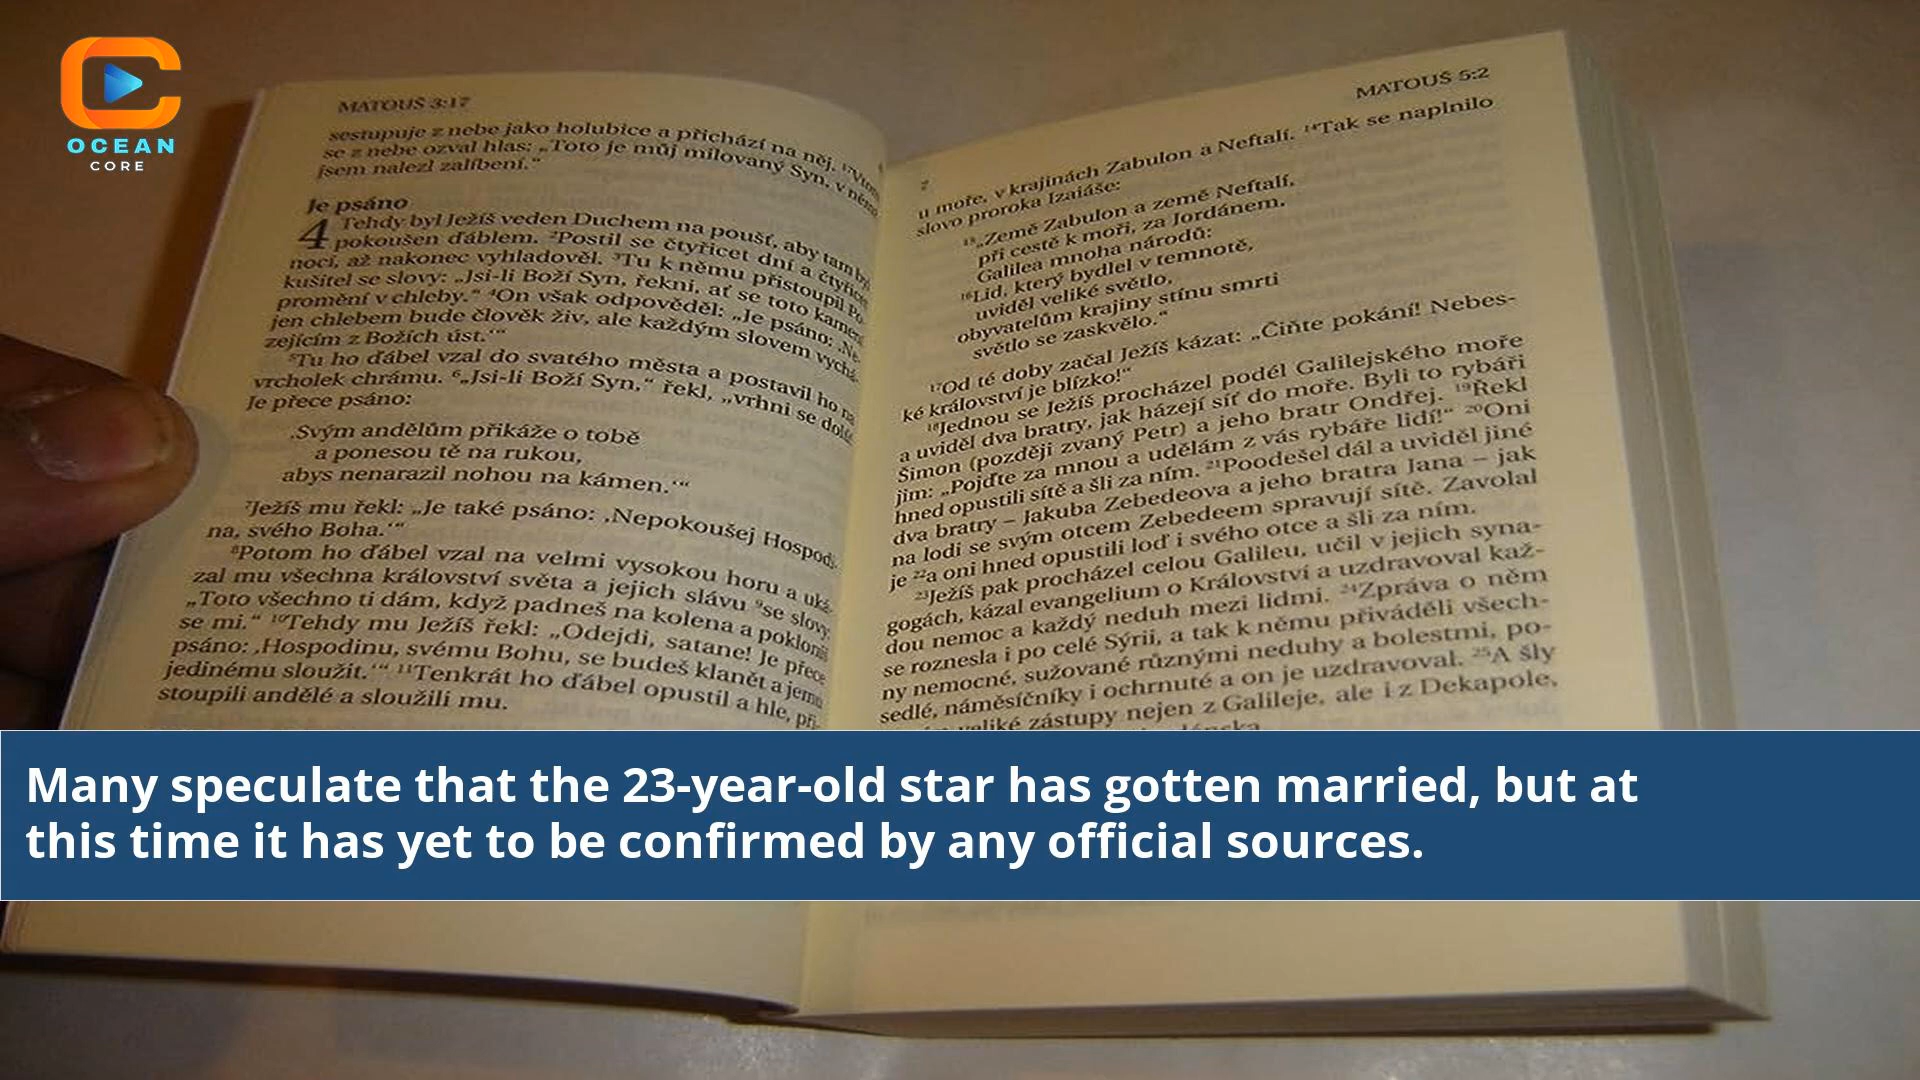 OCEAN
CORE
MATOUŠ 3:17
sestupuje z nebe jako holubice a přichází na něj. ¹⁷Vtom
se z nebe ozval hlas: „Toto je můj milovaný Syn, v němž
jsem nalezl zalíbení.“
Je psáno
4 Tehdy byl Ježíš veden Duchem na poušť, aby tam byl
pokoušen ďáblem. ²Postil se čtyřicet dní a čtyřicet
nocí, až nakonec vyhladověl. ³Tu k němu přistoupil Po-
kušitel se slovy: „Jsi-li Boží Syn, řekni, ať se toto kamení
promění v chleby.“ ⁴On však odpověděl: „Je psáno: ‚Ne-
jen chlebem bude člověk živ, ale každým slovem vychá-
zejícím z Božích úst.‘“
⁵Tu ho ďábel vzal do svatého města a postavil ho na
vrcholek chrámu. ⁶„Jsi-li Boží Syn,“ řekl, „vrhni se dolů.
Je přece psáno:
‚Svým andělům přikáže o tobě
a ponesou tě na rukou,
abys nenarazil nohou na kámen.‘“
⁷Ježíš mu řekl: „Je také psáno: ‚Nepokoušej Hospodi-
na, svého Boha.‘“
⁸Potom ho ďábel vzal na velmi vysokou horu a uká-
zal mu všechna království světa a jejich slávu ⁹se slovy:
„Toto všechno ti dám, když padneš na kolena a pokloníš
se mi.“ ¹⁰Tehdy mu Ježíš řekl: „Odejdi, satane! Je přece
psáno: ‚Hospodinu, svému Bohu, se budeš klanět a jemu
jedinému sloužit.‘“ ¹¹Tenkrát ho ďábel opustil a hle, při-
stoupili andělé a sloužili mu.
MATOUŠ 5:2
u moře, v krajinách Zabulon a Neftalí. ¹⁴Tak se naplnilo
slovo proroka Izaiáše:
¹⁵„Země Zabulon a země Neftalí,
při cestě k moři, za Jordánem,
Galilea mnoha národů:
¹⁶Lid, který bydlel v temnotě,
uviděl veliké světlo,
obyvatelům krajiny stínu smrti
světlo se zaskvělo.“
¹⁷Od té doby začal Ježíš kázat: „Čiňte pokání! Nebes-
ké království je blízko!“
¹⁸Jednou se Ježíš procházel podél Galilejského moře
a uviděl dva bratry, jak házejí síť do moře. Byli to rybáři
Šimon (později zvaný Petr) a jeho bratr Ondřej. ¹⁹Řekl
jim: „Pojďte za mnou a udělám z vás rybáře lidí!“ ²⁰Oni
hned opustili sítě a šli za ním. ²¹Poodešel dál a uviděl jiné
dva bratry – Jakuba Zebedeova a jeho bratra Jana – jak
na lodi se svým otcem Zebedeem spravují sítě. Zavolal
je ²²a oni hned opustili loď i svého otce a šli za ním.
²³Ježíš pak procházel celou Galileu, učil v jejich syna-
gogách, kázal evangelium o Království a uzdravoval kaž-
dou nemoc a každý neduh mezi lidmi. ²⁴Zpráva o něm
se roznesla i po celé Sýrii, a tak k němu přiváděli všech-
ny nemocné, sužované různými neduhy a bolestmi, po-
sedlé, náměsíčníky i ochrnuté a on je uzdravoval. ²⁵A šly
veliké zástupy nejen z Galileje, ale i z Dekapole,
Many speculate that the 23-year-old star has gotten married, but at
this time it has yet to be confirmed by any official sources.